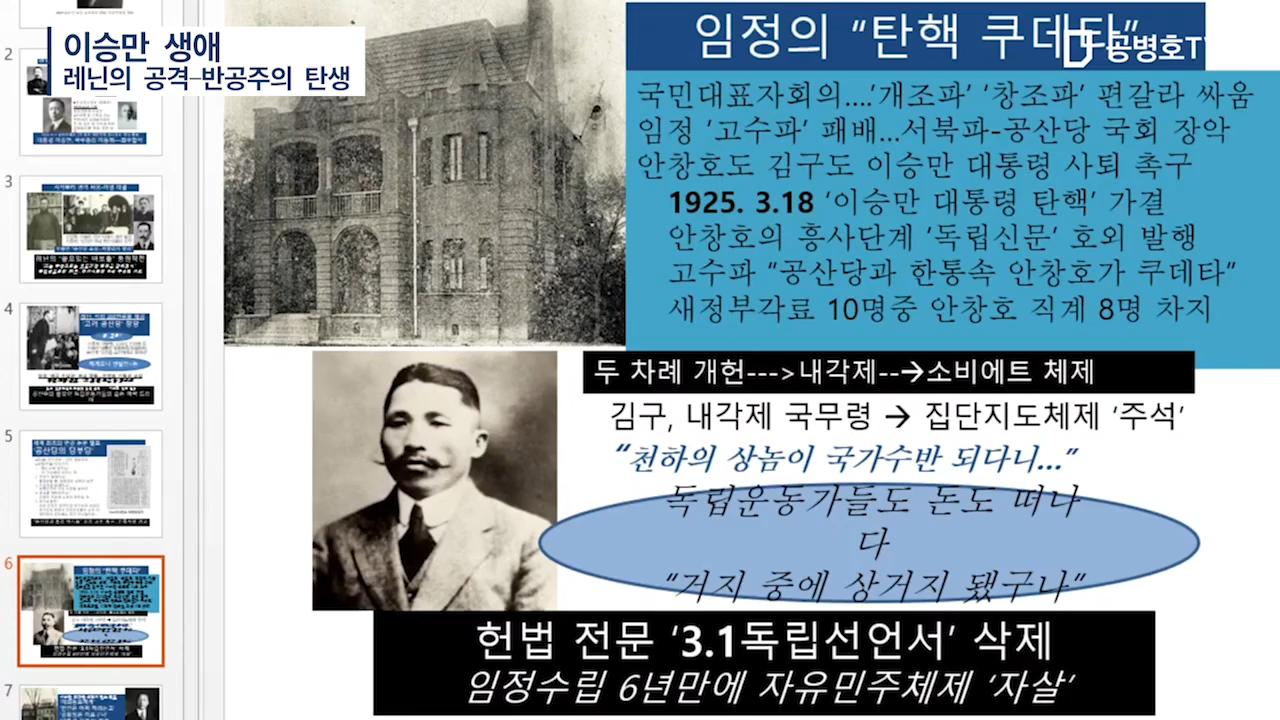 이승만 생애
레닌의 공격-반공주의 탄생
임정의 “탄핵 쿠데타”
공병호TV
국민대표자회의....’개조파’ ‘창조파’ 편갈라 싸움
임정 ‘고수파’ 패배...서북파-공산당 국회 장악
안창호도 김구도 이승만 대통령 사퇴 촉구
1925. 3.18 ‘이승만 대통령 탄핵’ 가결
안창호의 흥사단계 ‘독립신문’ 호외 발행
고수파 “공산당과 한통속 안창호가 쿠데타”
새정부각료 10명중 안창호 직계 8명 차지
두 차례 개헌--->내각제--→소비에트 체제
김구, 내각제 국무령 → 집단지도체제 ‘주석’
“천하의 상놈이 국가수반 되다니...”
독립운동가들도 돈도 떠나
다
“거지 중에 상거지 됐구나”
헌법 전문 ‘3.1독립선언서’ 삭제
임정수립 6년만에 자유민주체제 ‘자살’
2
3
4
5
6
7